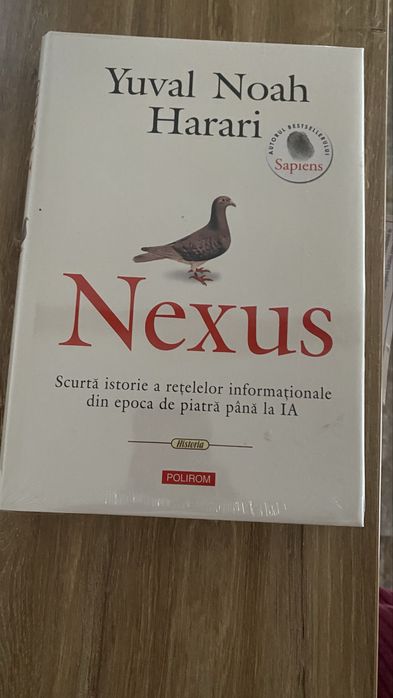 Yuval Noah
Harari
AUTORUL BESTSELLERULUI
Sapiens
Nexus
Scurtă istorie a rețelelor informaționale
din epoca de piatră până la IA
Historia
POLIROM